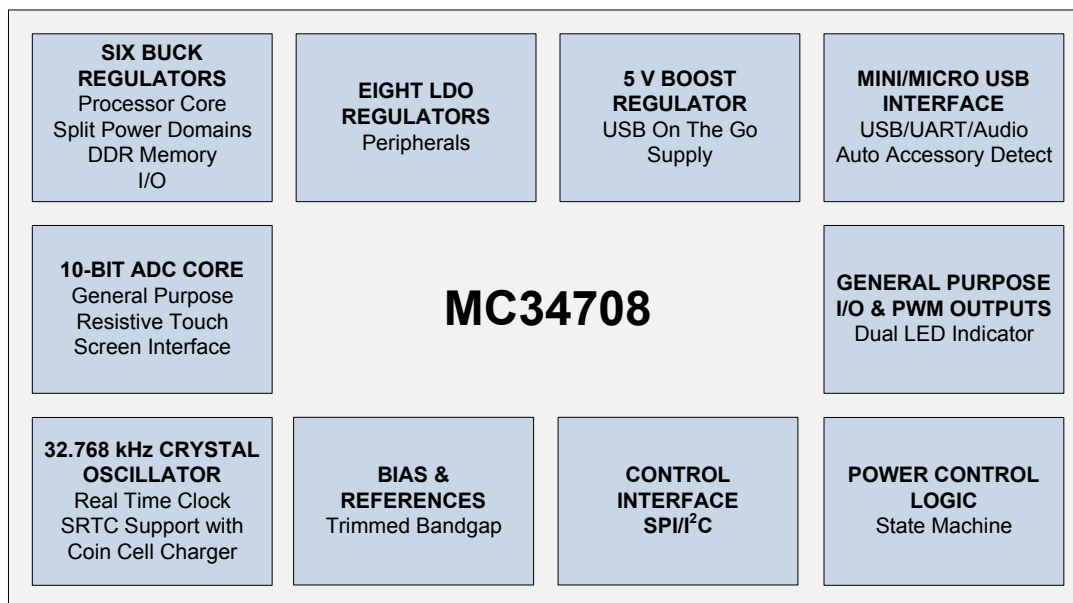 SIX BUCK
REGULATORS
Processor Core
Split Power Domains
DDR Memory
I/O
EIGHT LDO
REGULATORS
Peripherals
5 V BOOST
REGULATOR
USB On The Go
Supply
MINI/MICRO USB
INTERFACE
USB/UART/Audio
Auto Accessory Detect
10-BIT ADC CORE
General Purpose
Resistive Touch
Screen Interface
MC34708
GENERAL PURPOSE
I/O & PWM OUTPUTS
Dual LED Indicator
32.768 kHz CRYSTAL
OSCILLATOR
Real Time Clock
SRTC Support with
Coin Cell Charger
BIAS &
REFERENCES
Trimmed Bandgap
CONTROL
INTERFACE
SPI/I²C
POWER CONTROL
LOGIC
State Machine